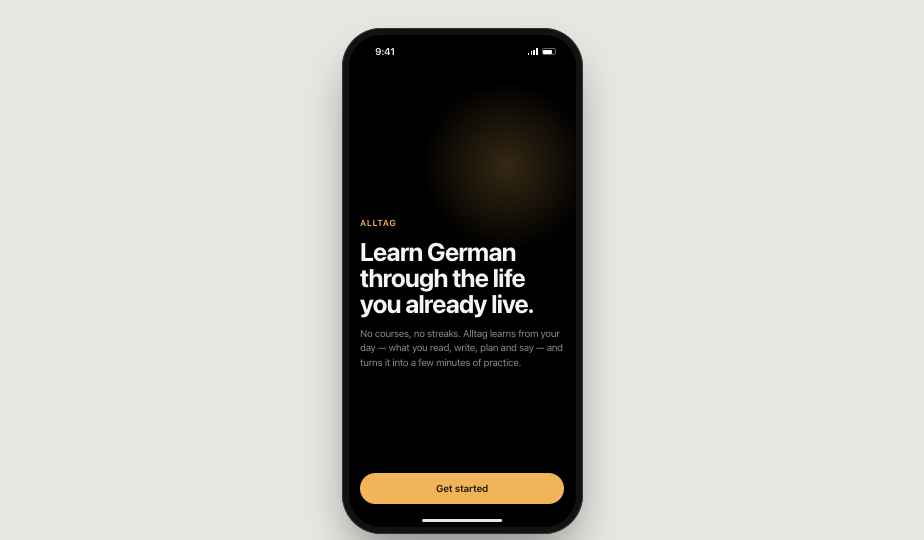 9:41
ALLTAG
Learn German
through the life
you already live.
No courses, no streaks. Alltag learns from your
day — what you read, write, plan and say — and
turns it into a few minutes of practice.
Get started